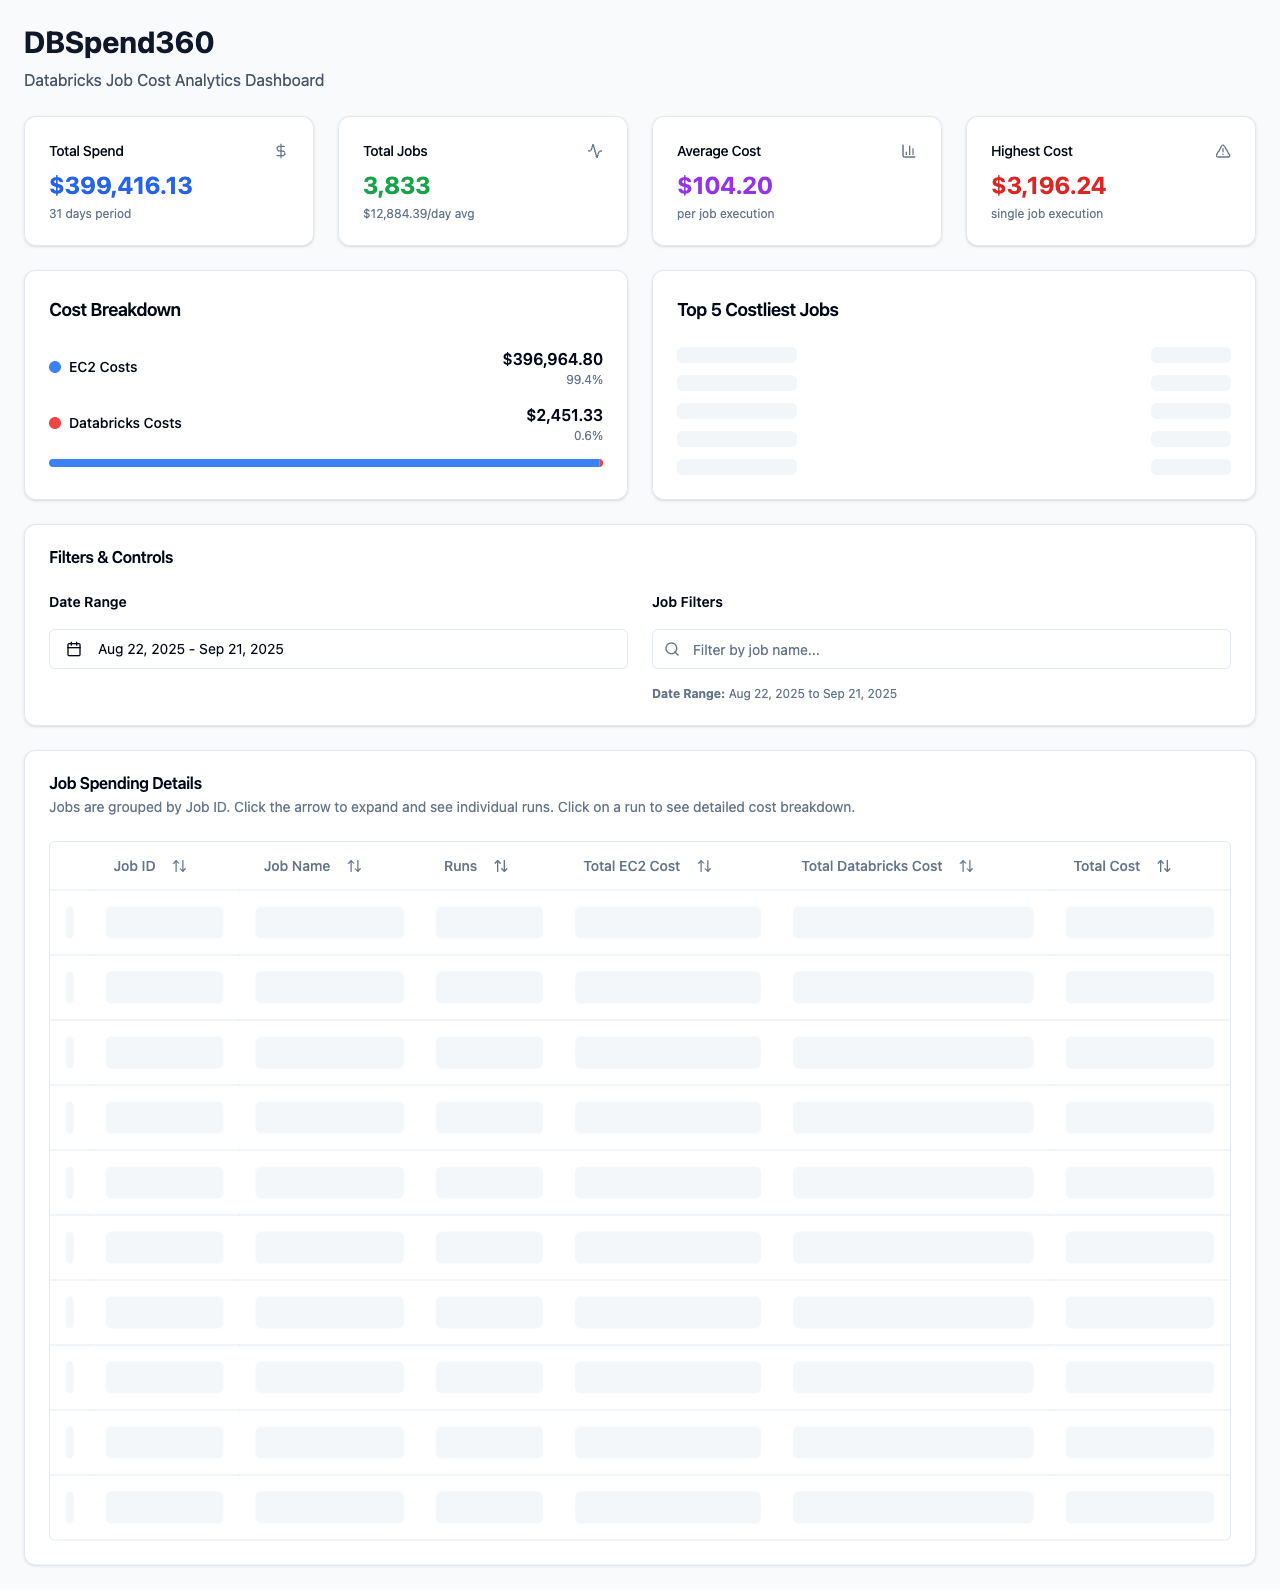 DBSpend360
Databricks Job Cost Analytics Dashboard
Total Spend
$399,416.13
31 days period
Total Jobs
3,833
$12,884.39/day avg
Average Cost
$104.20
per job execution
Highest Cost
$3,196.24
single job execution
Cost Breakdown
EC2 Costs
$396,964.80
99.4%
Databricks Costs
$2,451.33
0.6%
Top 5 Costliest Jobs
Filters & Controls
Date Range
Aug 22, 2025 - Sep 21, 2025
Job Filters
Filter by job name...
Date Range: Aug 22, 2025 to Sep 21, 2025
Job Spending Details
Jobs are grouped by Job ID. Click the arrow to expand and see individual runs. Click on a run to see detailed cost breakdown.
Job ID Job Name Runs Total EC2 Cost Total Databricks Cost Total Cost